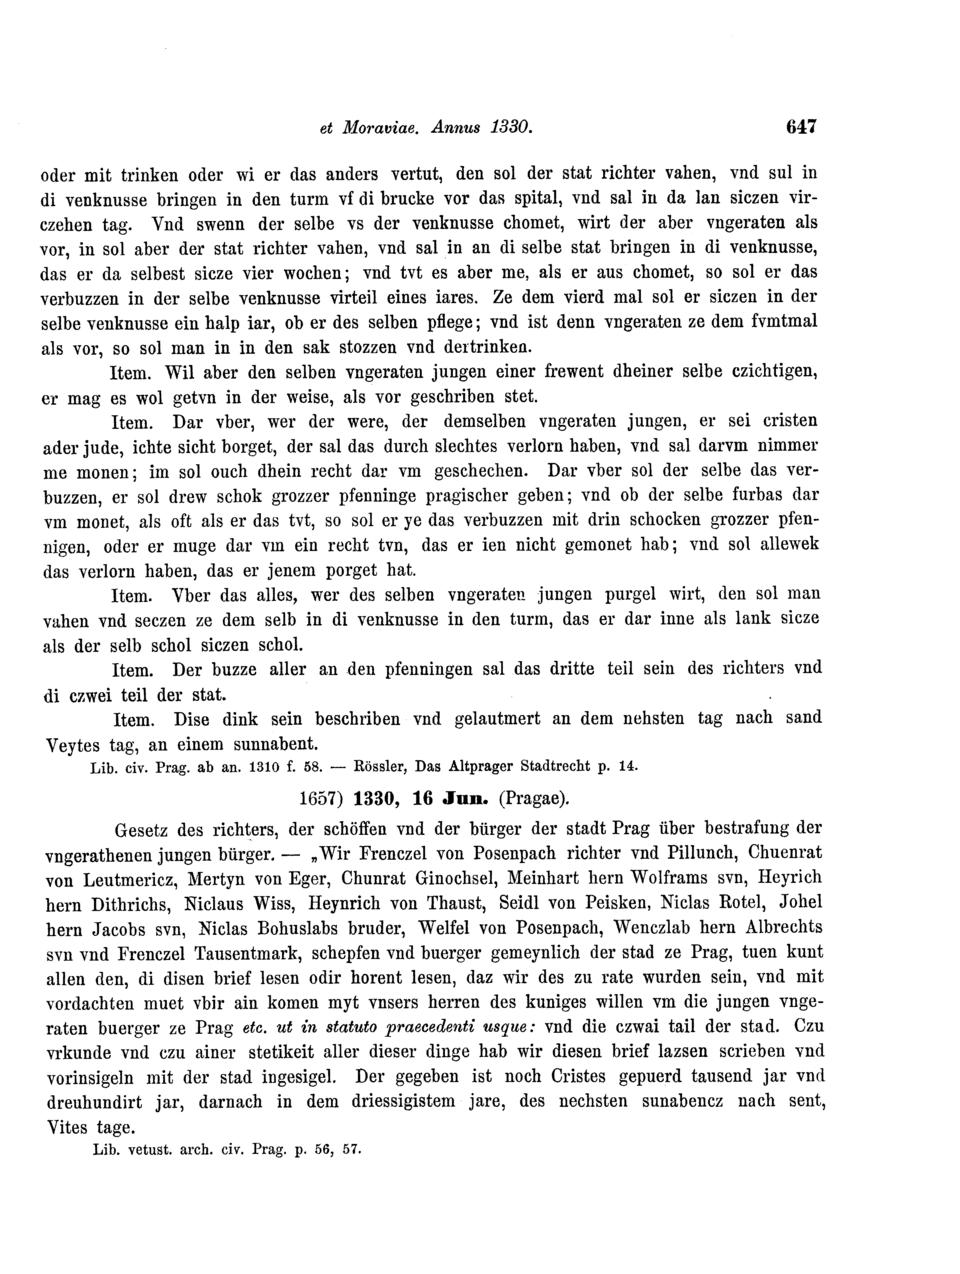 et Moraviae. Annus 1330. 647
oder mit trinken oder wi er das anders vertut, den sol der stat richter vahen, vnd sul in
di venknusse bringen in den turm vf di brucke vor das spital, vnd sal in da lan siczen vir-
czehen tag. Vnd swenn der selbe vs der venknusse chomet, wirt der aber vngeraten als
vor, in sol aber der stat richter vahen, vnd sal in an di selbe stat bringen in di venknusse,
das er da selbest sicze vier wochen; vnd tvt es aber me, als er aus chomet, so sol er das
verbuzzen in der selbe venknusse virteil eines iares. Ze dem vierd mal sol er siczen in der
selbe venknusse ein halp iar, ob er des selben pflege; vnd ist denn vngeraten ze dem fvmtmal
als vor, so sol man in in den sak stozzen vnd dertrinken.
Item. Wil aber den selben vngeraten jungen einer frewent dheiner selbe czichtigen,
er mag es wol getvn in der weise, als vor geschriben stet.
Item. Dar vber, wer der were, der demselben vngeraten jungen, er sei cristen
ader jude, ichte sicht borget, der sal das durch slechtes verlorn haben, vnd sal darvm nimmer
me monen; im sol ouch dhein recht dar vm geschechen. Dar vber sol der selbe das ver-
buzzen, er sol drew schok grozzer pfenninge pragischer geben; vnd ob der selbe furbas dar
vm monet, als oft als er das tvt, so sol er ye das verbuzzen mit drin schocken grozzer pfen-
nigen, oder er muge dar vm ein recht tvn, das er ien nicht gemonet hab; vnd sol allewek
das verlorn haben, das er jenem porget hat.
Item. Vber das alles, wer des selben vngeraten jungen purgel wirt, den sol man
vahen vnd seczen ze dem selb in di venknusse in den turm, das er dar inne als lank sicze
als der selb schol siczen schol.
Item. Der buzze aller an den pfenningen sal das dritte teil sein des richters vnd
di czwei teil der stat.
Item. Dise dink sein beschriben vnd gelautmert an dem nehsten tag nach sand
Veytes tag, an einem sunnabent.
Lib. civ. Prag. ab an. 1310 f. 58. — Rössler, Das Altprager Stadtrecht p. 14.
1657) 1330, 16 Jun. (Pragae).
Gesetz des richters, der schöffen vnd der bürger der stadt Prag über bestrafung der
vngerathenen jungen bürger. — „Wir Frenczel von Posenpach richter vnd Pillunch, Chuenrat
von Leutmericz, Mertyn von Eger, Chunrat Ginochsel, Meinhart hern Wolframs svn, Heyrich
hern Dithrichs, Niclaus Wiss, Heynrich von Thaust, Seidl von Peisken, Niclas Rotel, Johel
hern Jacobs svn, Niclas Bohuslabs bruder, Welfel von Posenpach, Wenczlab hern Albrechts
svn vnd Frenczel Tausentmark, schepfen vnd buerger gemeynlich der stad ze Prag, tuen kunt
allen den, di disen brief lesen odir horent lesen, daz wir des zu rate wurden sein, vnd mit
vordachten muet vbir ain komen myt vnsers herren des kuniges willen vm die jungen vnge-
raten buerger ze Prag etc. ut in statuto praecedenti usque: vnd die czwai tail der stad. Czu
vrkunde vnd czu ainer stetikeit aller dieser dinge hab wir diesen brief lazsen scrieben vnd
vorinsigeln mit der stad ingesigel. Der gegeben ist noch Cristes gepuerd tausend jar vnd
dreuhundirt jar, darnach in dem driessigistem jare, des nechsten sunabencz nach sent,
Vites tage.
Lib. vetust. arch. civ. Prag. p. 56, 57.